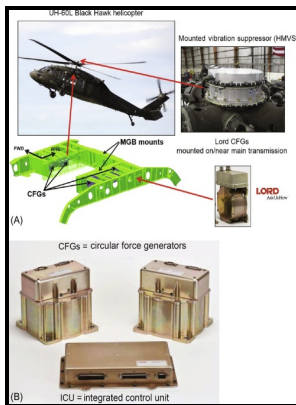 UH-60L Black Hawk helicopter
Mounted vibration suppressor (HMVS)
Lord CFGs
mounted on/near main transmission
MGB mounts
FWD
CFGs
LORD
(A)
CFGs = circular force generators
ICU = integrated control unit
(B)